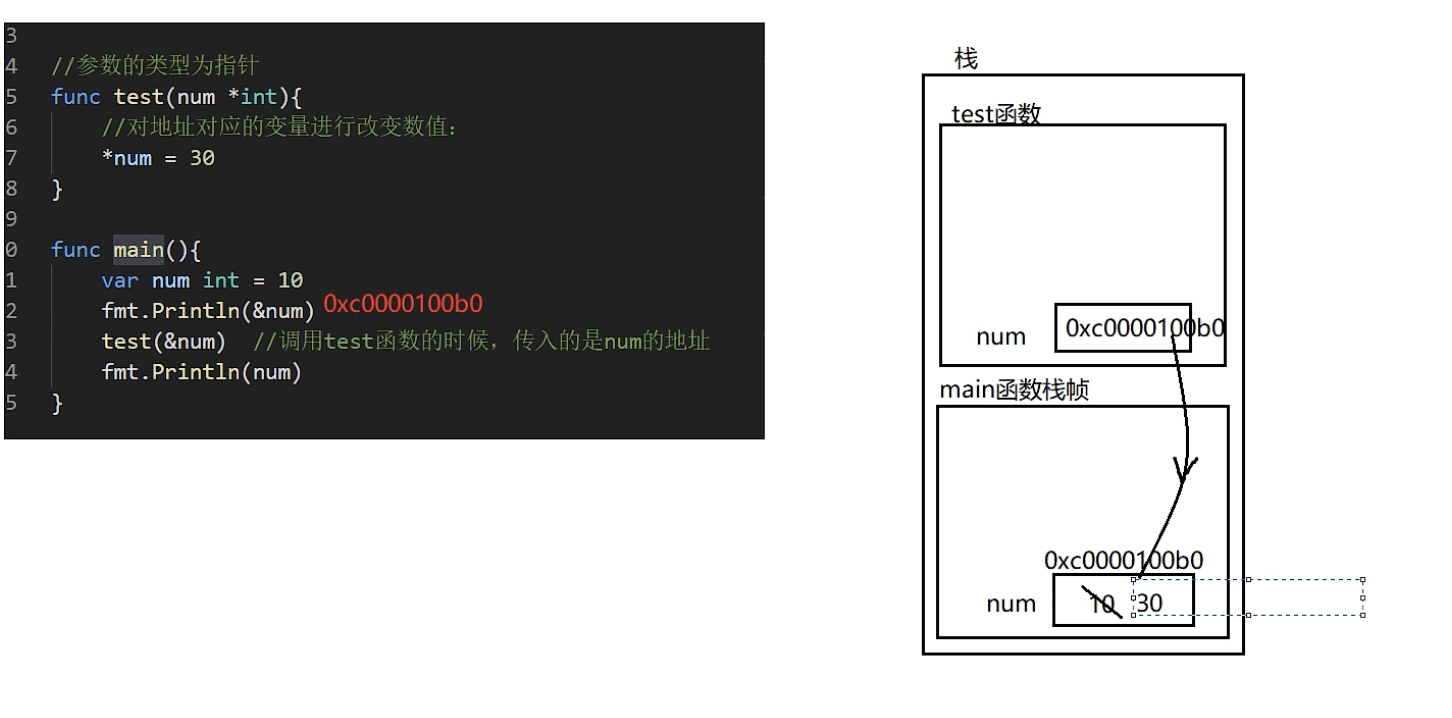 3
4 //参数的类型为指针
5 func test(num *int){
6 //对地址对应的变量进行改变数值：
7 *num = 30
8 }
9
0 func main(){
1 var num int = 10
2 fmt.Println(&num) 0xc0000100b0
3 test(&num) //调用test函数的时候，传入的是num的地址
4 fmt.Println(num)
5 }
栈
test函数
num 0xc0000100b0
main函数栈帧
0xc0000100b0
num 10 30